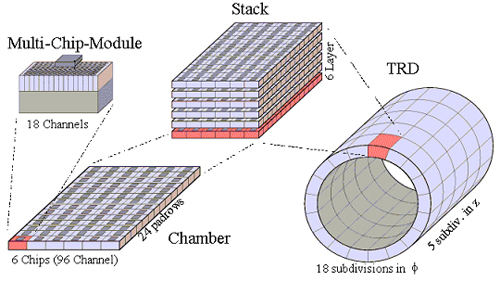 Stack
Multi-Chip-Module
6 Layer
TRD
18 Channels
24 padrows
Chamber
5 subdiv. in z
6 Chips (96 Channel)
18 subdivisions in ϕ